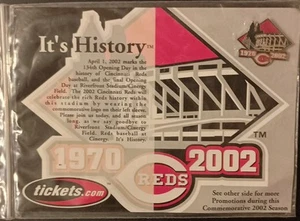 It's History™
April 1, 2002 marks the
134th Opening Day in the
history of Cincinnati Reds
baseball, and the final Opening
Day at Riverfront Stadium/Cinergy
Field. The 2002 Cincinnati Reds will
celebrate the rich Reds history within
this stadium by wearing the
commemorative logo on their left sleeve.
Please join us today, and all season
long, as we say goodbye to
Riverfront Stadium/Cinergy
Field. Reds baseball in
Cinergy - It's History.
1970
2002
TM
1970
REDS
2002
tickets.com
See other side for more
Promotions during this
Commemorative 2002 Season